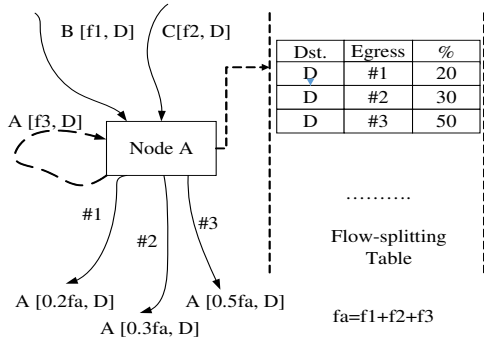 B [f1, D]
C[f2, D]
A [f3, D]
Node A
#1
#2
#3
A [0.2fa, D]
A [0.3fa, D]
A [0.5fa, D]
Dst. Egress %
D #1 20
D #2 30
D #3 50
..........
Flow-splitting
Table
fa=f1+f2+f3